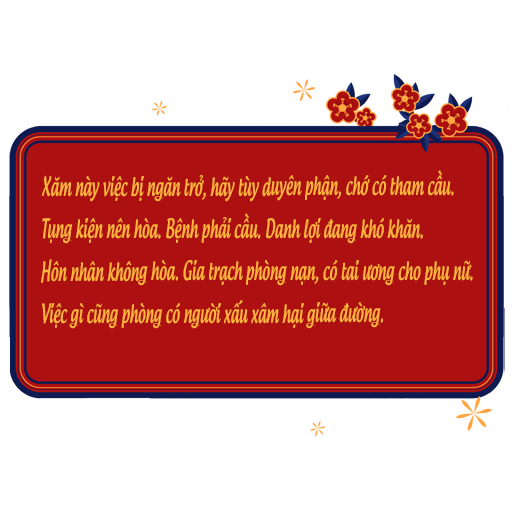 Xăm này việc bị ngăn trở, hãy tùy duyên phận, chớ có tham cầu.
Tụng kiện nên hòa. Bệnh phải cầu. Danh lợi đang khó khăn.
Hôn nhân không hòa. Gia trạch phòng nạn, có tai ương cho phụ nữ.
Việc gì cũng phòng có người xấu xâm hại giữa đường.